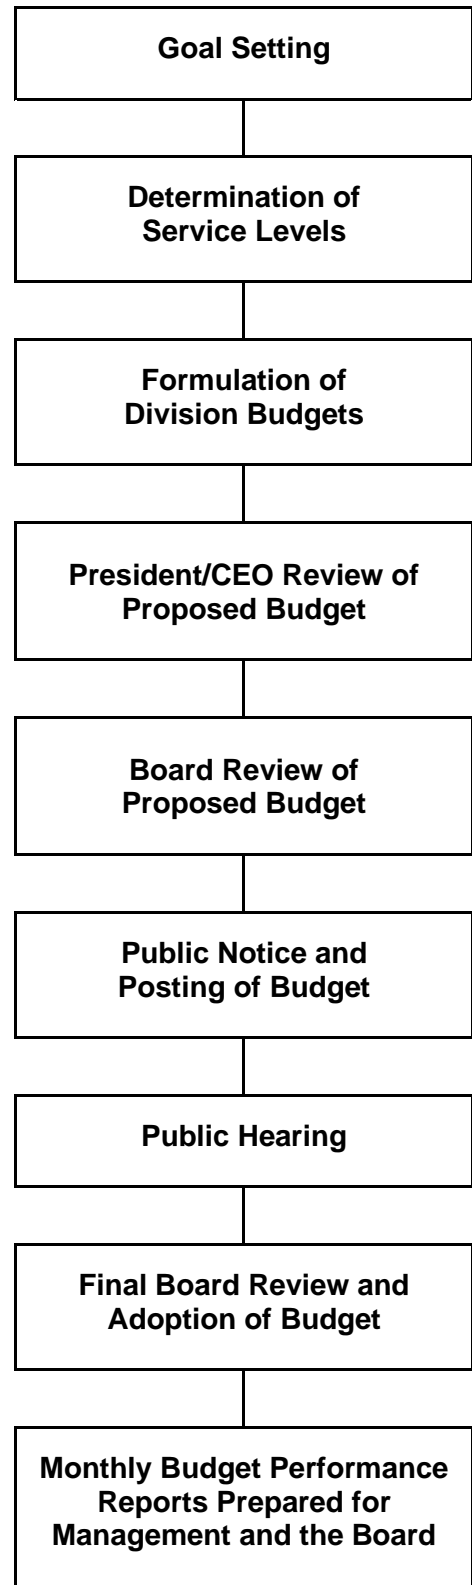 Goal Setting
Determination of
Service Levels
Formulation of
Division Budgets
President/CEO Review of
Proposed Budget
Board Review of
Proposed Budget
Public Notice and
Posting of Budget
Public Hearing
Final Board Review and
Adoption of Budget
Monthly Budget Performance
Reports Prepared for
Management and the Board